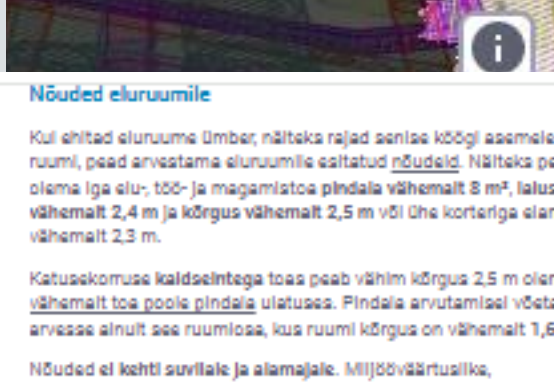 i
Nõuded eluruumile
Kui ehitad eluruume ümber, näiteks rajad senise köögi asemele
ruumi, pead arvestama eluruumile esitatud nõudeid. Näiteks pe
olema iga elu-, töö- ja magamistoa pindala vähemalt 8 m², laius
vähemalt 2,4 m ja kõrgus vähemalt 2,5 m või ühe korteriga elam
vähemalt 2,3 m.
Katusekorruse kaldseintega toas peab vähim kõrgus 2,5 m olem
vähemalt toa poole pindala ulatuses. Pindala arvutamisel võeta
arvesse ainult see ruumiosa, kus ruumi kõrgus on vähemalt 1,6
Nõuded ei kehti suvilale ja aiamajale. Miljööväärtuslike,